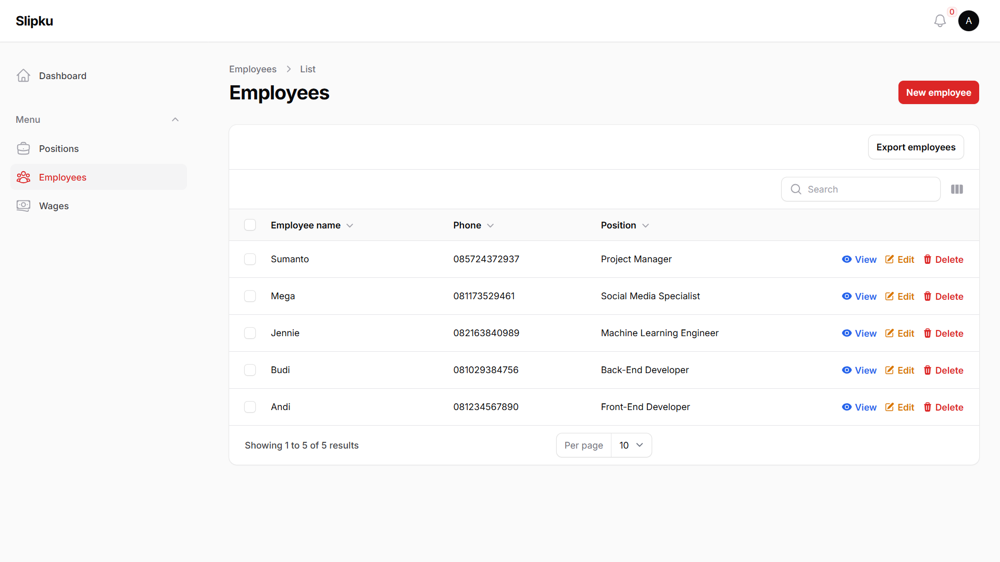 Slipku
0
A
Dashboard
Menu
Positions
Employees
Wages
Employees > List
Employees
New employee
Export employees
Search
Employee name Phone Position
Sumanto 085724372937 Project Manager View Edit Delete
Mega 081173529461 Social Media Specialist View Edit Delete
Jennie 082163840989 Machine Learning Engineer View Edit Delete
Budi 081029384756 Back-End Developer View Edit Delete
Andi 081234567890 Front-End Developer View Edit Delete
Showing 1 to 5 of 5 results Per page 10